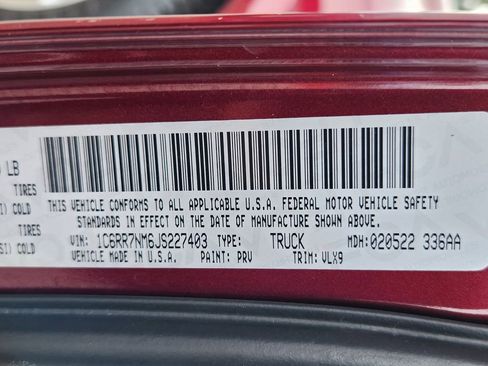 LB
TIRES
THIS VEHICLE CONFORMS TO ALL APPLICABLE U.S.A. FEDERAL MOTOR VEHICLE SAFETY
I) COLD STANDARDS IN EFFECT ON THE DATE OF MANUFACTURE SHOWN ABOVE.
TIRES VIN: 1C6RR7NM6JS227403 TYPE: TRUCK MDH:020522 336AA
SI) COLD VEHICLE MADE IN U.S.A. PAINT: PRV TRIM: VLX9